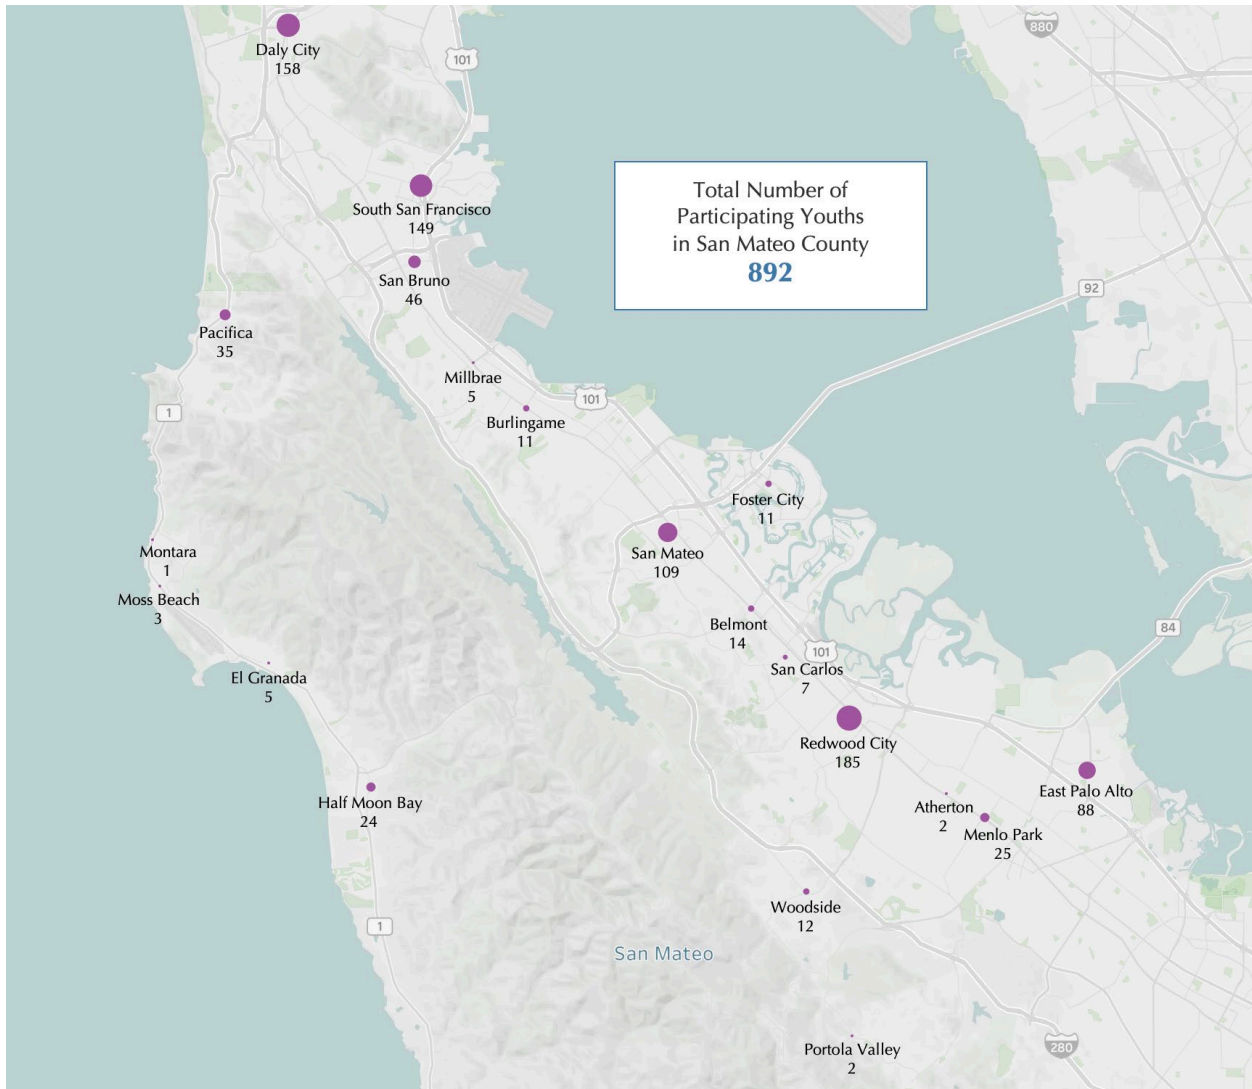 880
Daly City
158
101
Total Number of
Participating Youths
in San Mateo County
892
South San Francisco
149
San Bruno
46
92
Pacifica
35
Millbrae
5
101
1
Burlingame
11
Foster City
11
San Mateo
109
Montara
1
Moss Beach
3
Belmont
14
84
101
San Carlos
7
El Granada
5
Redwood City
185
East Palo Alto
88
Half Moon Bay
24
Atherton
2
Menlo Park
25
Woodside
12
1
San Mateo
Portola Valley
2
280